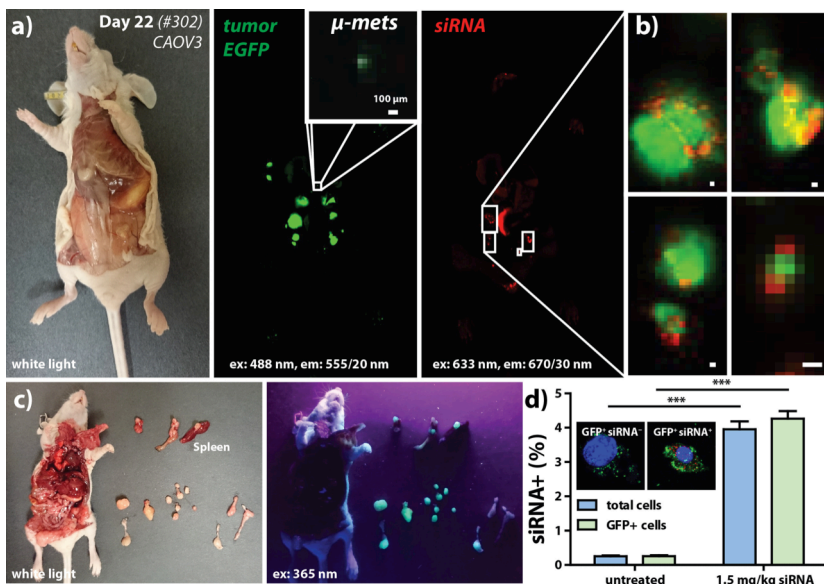 a)
Day 22 (#302)
CAOV3
white light
tumor
EGFP
μ-mets
100 μm
ex: 488 nm, em: 555/20 nm
siRNA
ex: 633 nm, em: 670/30 nm
b)
c)
Spleen
white light
ex: 365 nm
d)
siRNA+ (%)
5
4
3
2
1
0
***
***
GFP⁺siRNA⁻
GFP⁺siRNA⁺
total cells
GFP+ cells
untreated
1.5 mg/kg siRNA